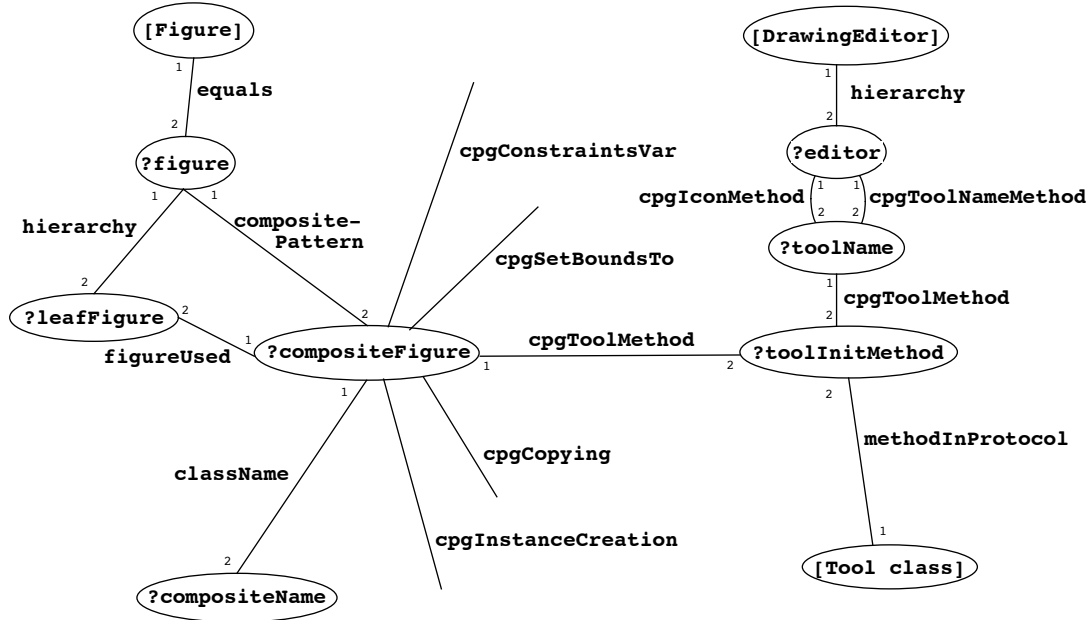 [Figure]
[DrawingEditor]
1
1
equals
hierarchy
2
2
?figure
?editor
1
1
1
1
cpgConstraintsVar
cpgIconMethod
cpgToolNameMethod
2
2
hierarchy
composite-
Pattern
?toolName
cpgSetBoundsTo
2
1
cpgToolMethod
2
2
2
?leafFigure
1
figureUsed
?compositeFigure
cpgToolMethod
?toolInitMethod
1
2
1
2
methodInProtocol
className
cpgCopying
cpgInstanceCreation
1
2
?compositeName
[Tool class]